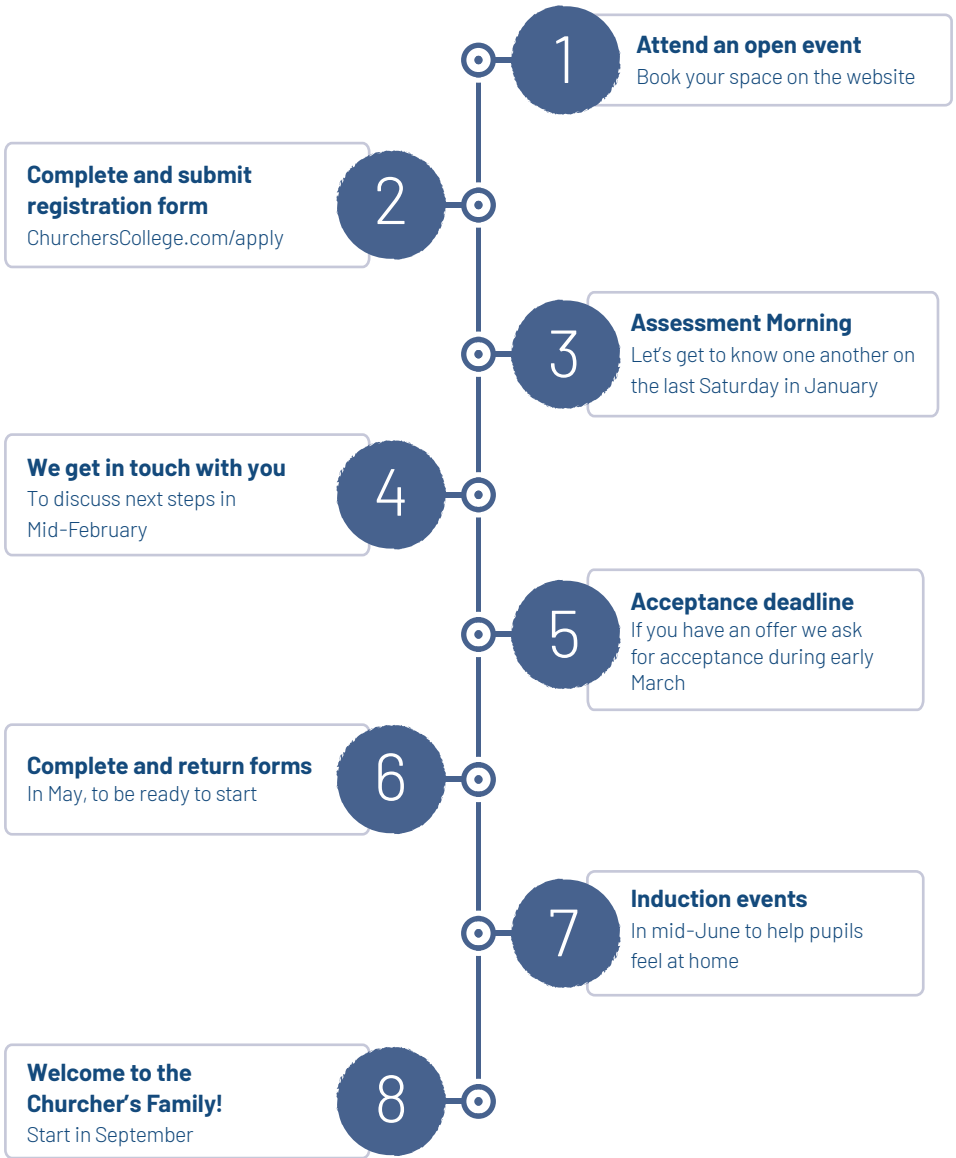 1
Attend an open event
Book your space on the website
2
Complete and submit
registration form
ChurchersCollege.com/apply
3
Assessment Morning
Let's get to know one another on
the last Saturday in January
4
We get in touch with you
To discuss next steps in
Mid-February
5
Acceptance deadline
If you have an offer we ask
for acceptance during early
March
6
Complete and return forms
In May, to be ready to start
7
Induction events
In mid-June to help pupils
feel at home
8
Welcome to the
Churcher's Family!
Start in September